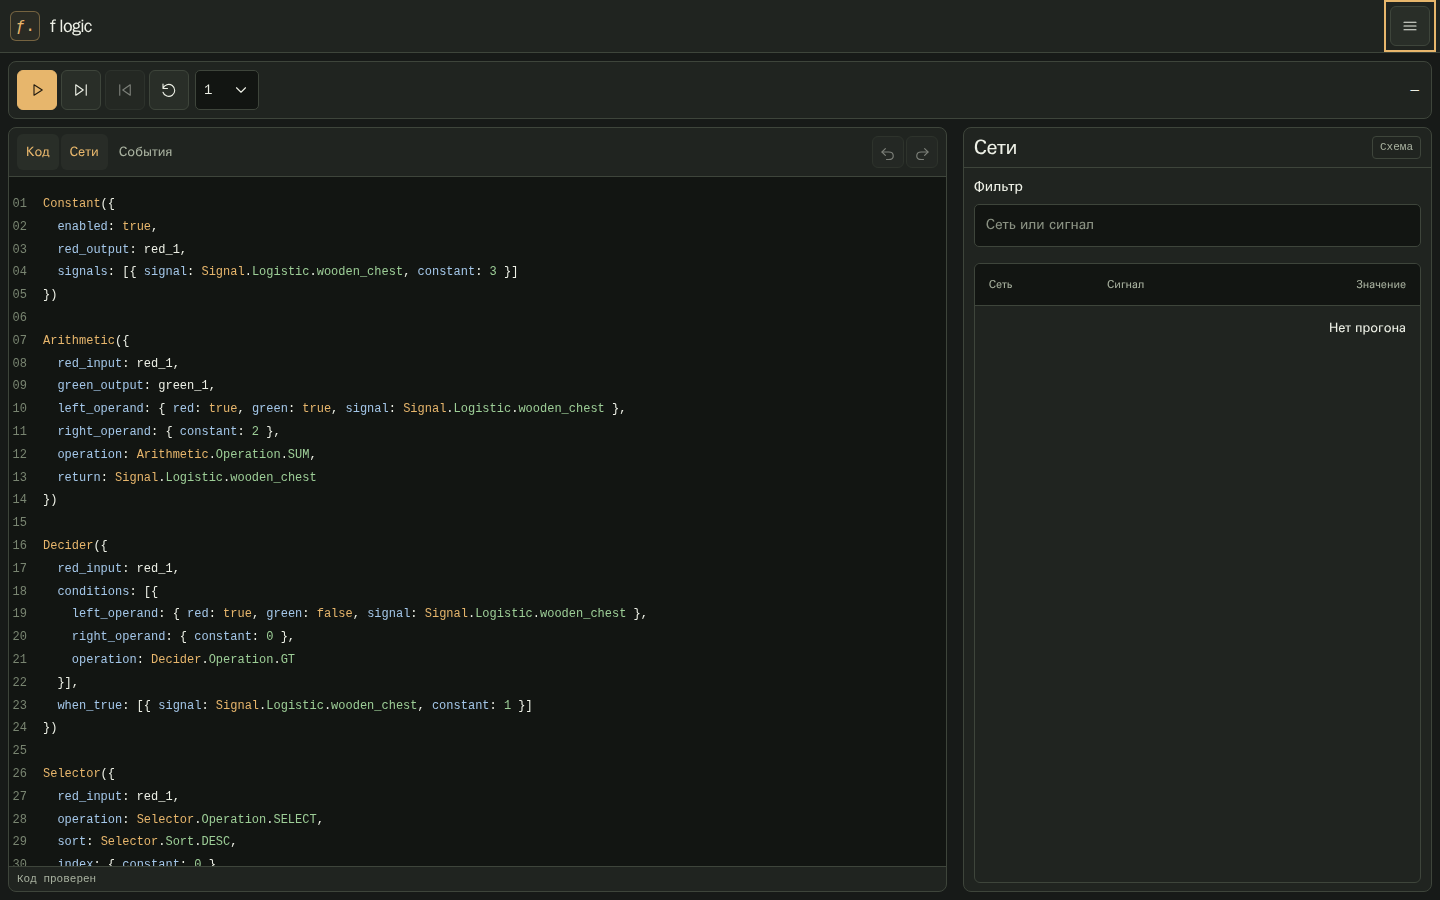 f. f logic
1
–
Код Сети События
01 Constant({
02   enabled: true,
03   red_output: red_1,
04   signals: [{ signal: Signal.Logistic.wooden_chest, constant: 3 }]
05 })
06
07 Arithmetic({
08   red_input: red_1,
09   green_output: green_1,
10   left_operand: { red: true, green: true, signal: Signal.Logistic.wooden_chest },
11   right_operand: { constant: 2 },
12   operation: Arithmetic.Operation.SUM,
13   return: Signal.Logistic.wooden_chest
14 })
15
16 Decider({
17   red_input: red_1,
18   conditions: [{
19     left_operand: { red: true, green: false, signal: Signal.Logistic.wooden_chest },
20     right_operand: { constant: 0 },
21     operation: Decider.Operation.GT
22   }],
23   when_true: [{ signal: Signal.Logistic.wooden_chest, constant: 1 }]
24 })
25
26 Selector({
27   red_input: red_1,
28   operation: Selector.Operation.SELECT,
29   sort: Selector.Sort.DESC,
30   index: { constant: 0 }
Код проверен
Сети Схема
Фильтр
Сеть или сигнал
Сеть Сигнал Значение
Нет прогона